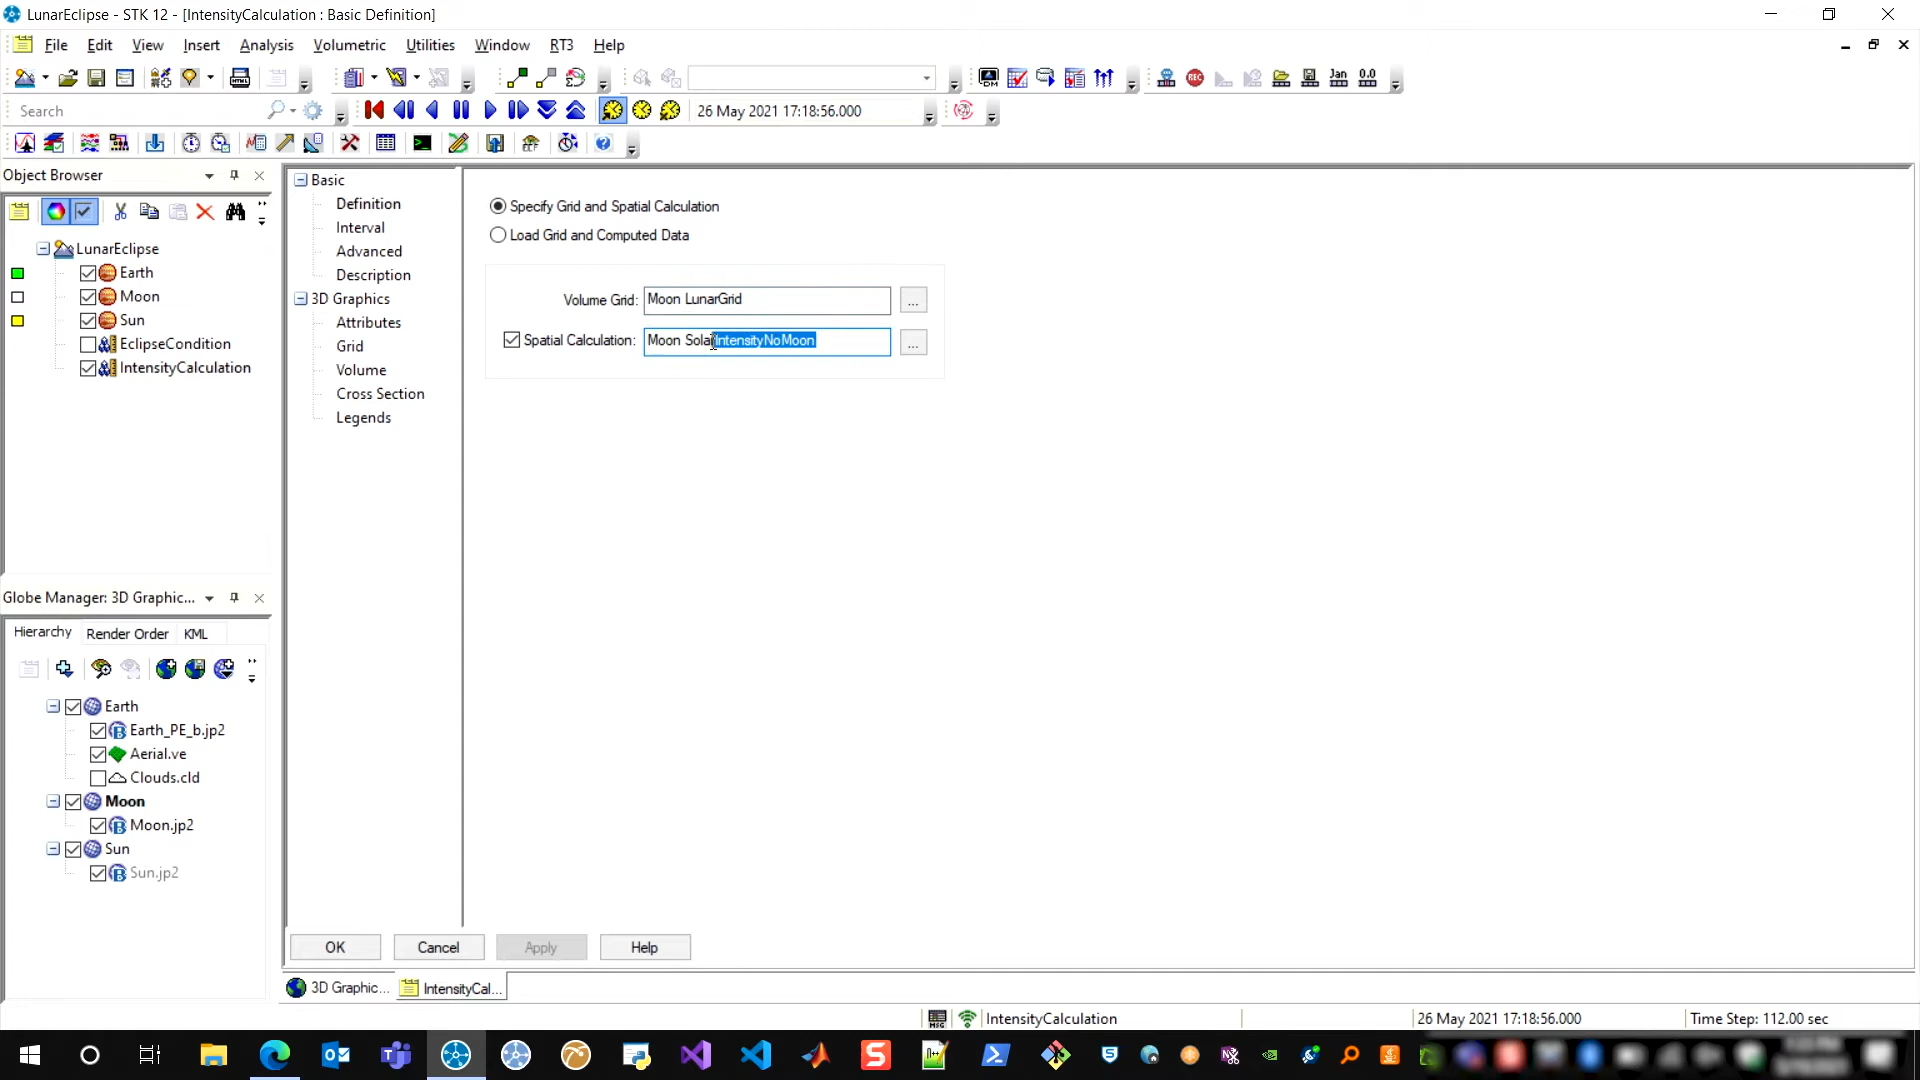 LunarEclipse - STK 12 - [IntensityCalculation : Basic Definition]
File Edit View Insert Analysis Volumetric Utilities Window RT3 Help
REC Jan 0.0
Search 26 May 2021 17:18:56.000
Object Browser
LunarEclipse
Earth
Moon
Sun
EclipseCondition
IntensityCalculation
Globe Manager: 3D Graphic...
Hierarchy Render Order KML
Earth
Earth_PE_b.jp2
Aerial.ve
Clouds.cld
Moon
Moon.jp2
Sun
Sun.jp2
Basic
Definition
Interval
Advanced
Description
3D Graphics
Attributes
Grid
Volume
Cross Section
Legends
Specify Grid and Spatial Calculation
Load Grid and Computed Data
Volume Grid: Moon LunarGrid ...
Spatial Calculation: Moon SolarIntensityNoMoon ...
OK Cancel Apply Help
3D Graphic... IntensityCal...
IntensityCalculation 26 May 2021 17:18:56.000 Time Step: 112.00 sec